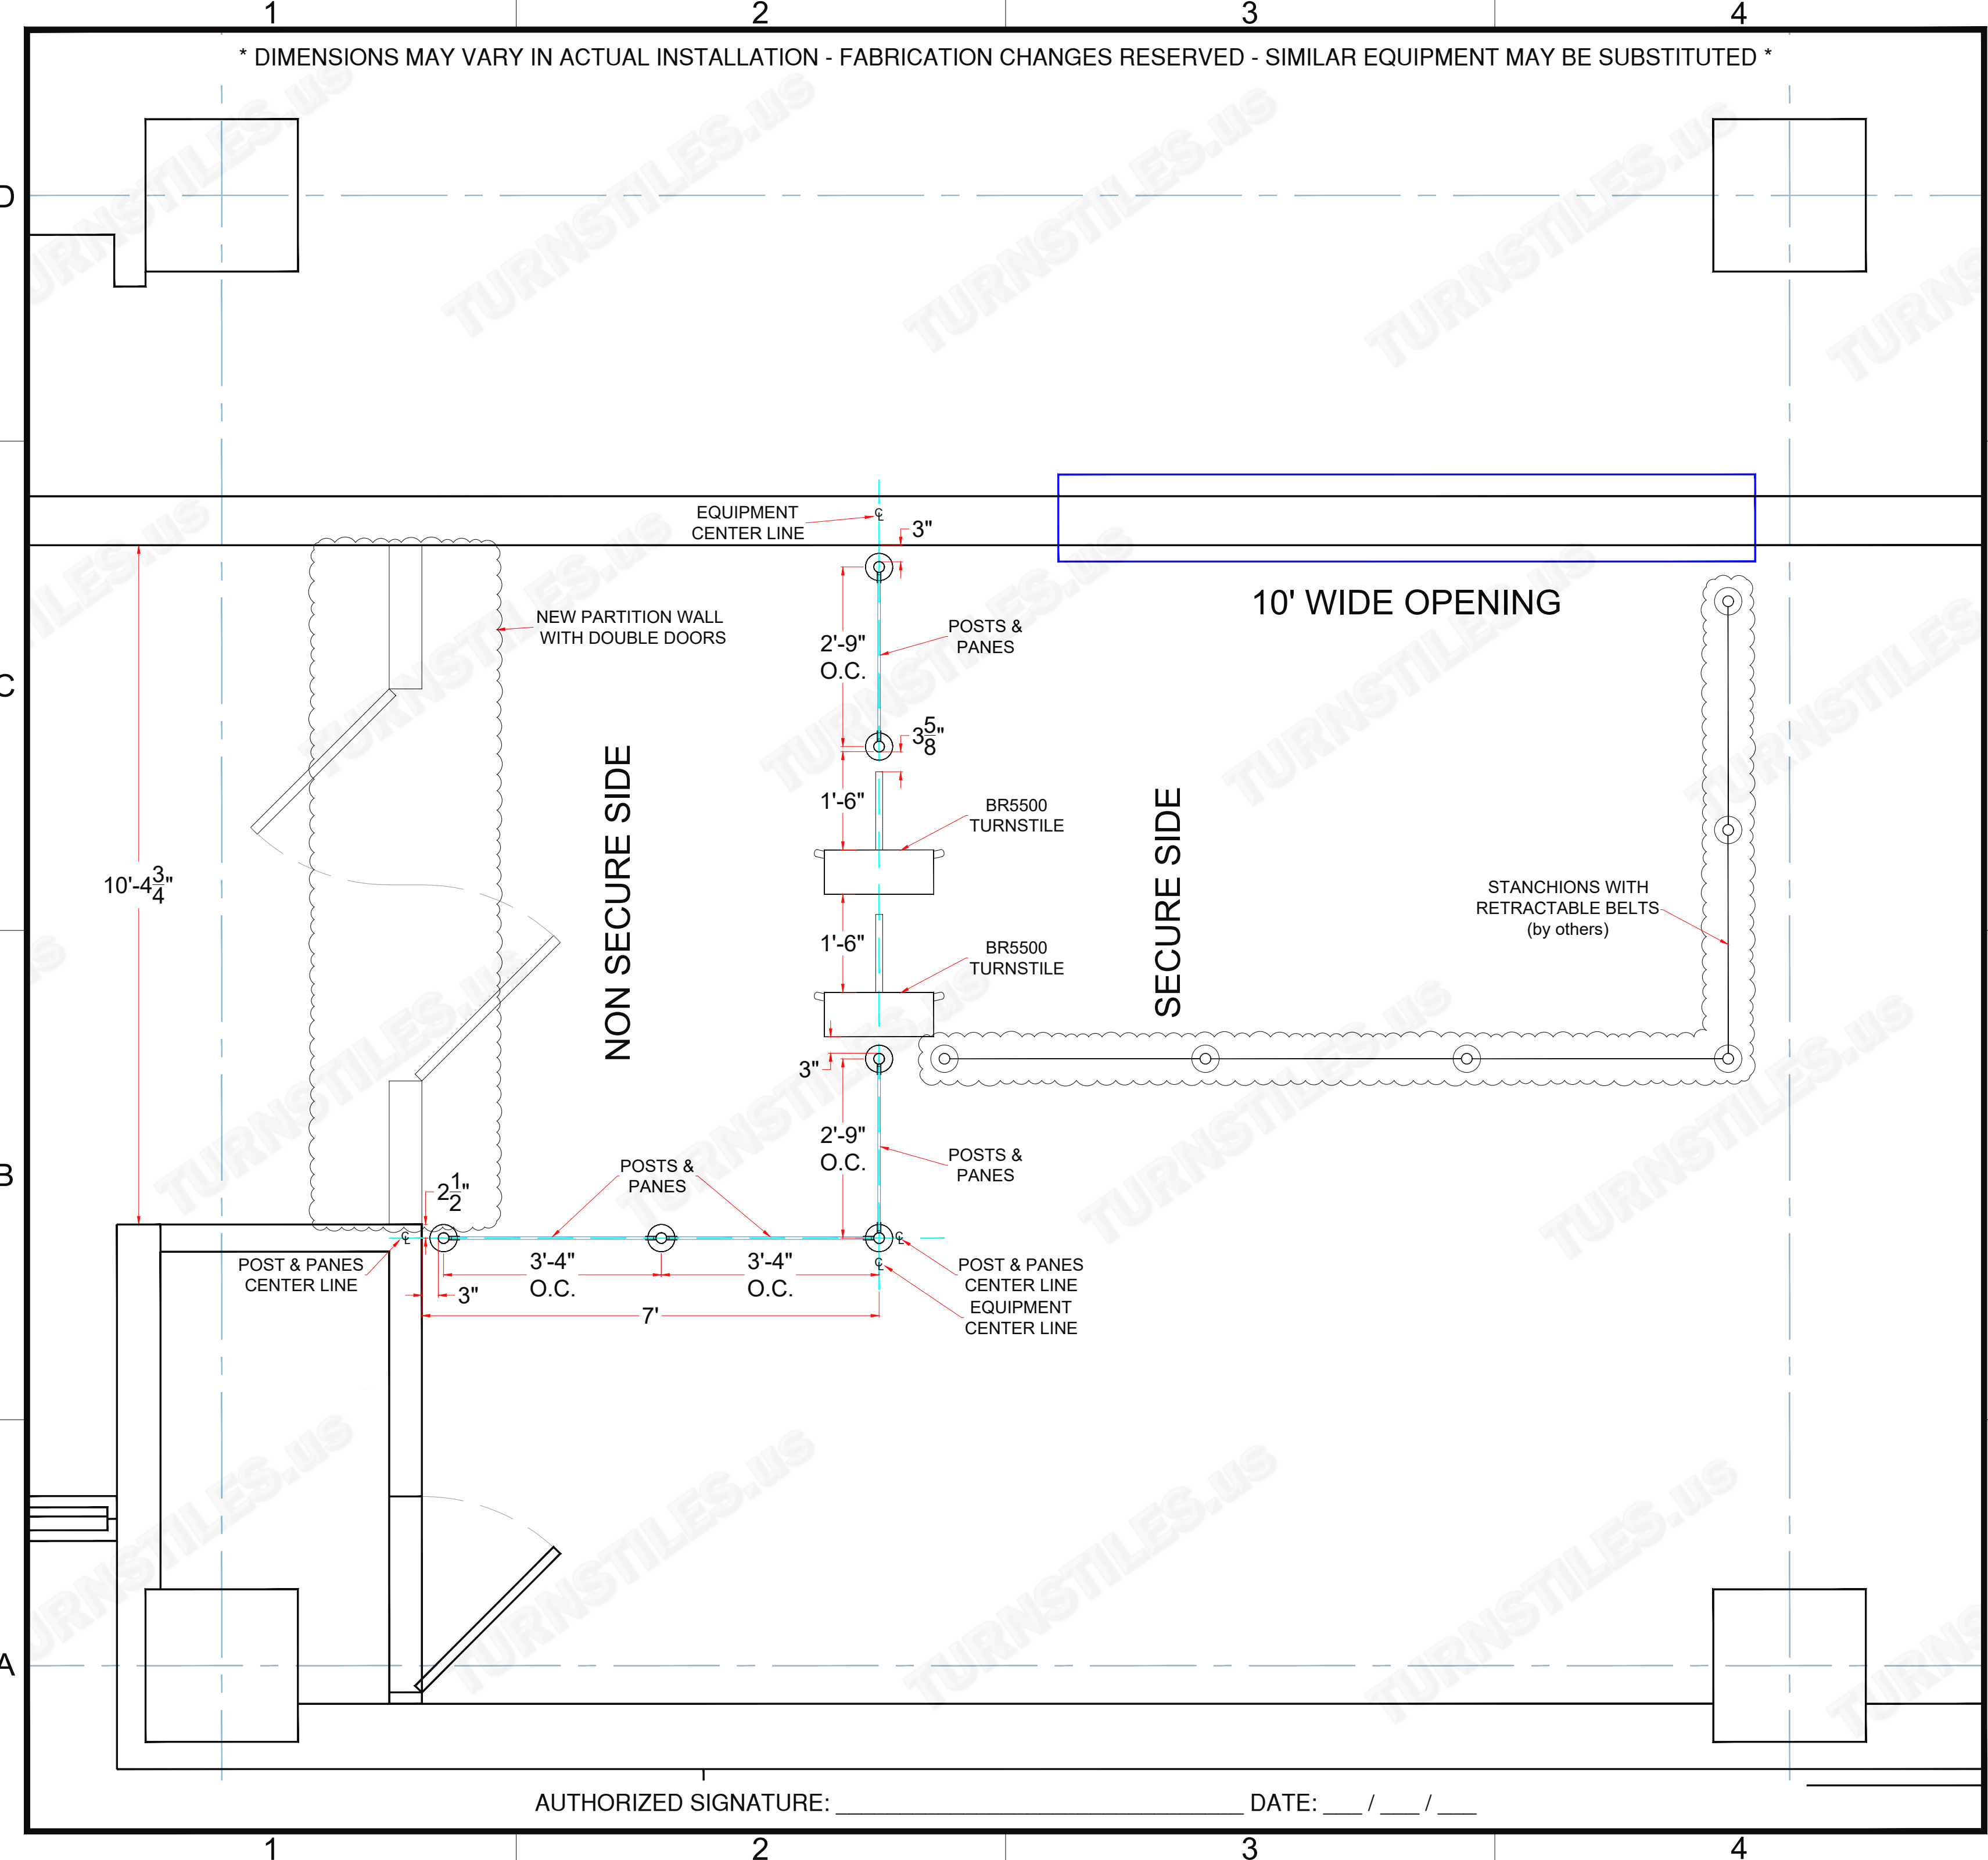 1 2 3 4
* DIMENSIONS MAY VARY IN ACTUAL INSTALLATION - FABRICATION CHANGES RESERVED - SIMILAR EQUIPMENT MAY BE SUBSTITUTED *
D
EQUIPMENT
CENTER LINE
℄
3"
10' WIDE OPENING
NEW PARTITION WALL
WITH DOUBLE DOORS
2'-9"
O.C.
POSTS &
PANES
C
3 5/8"
NON SECURE SIDE
1'-6"
BR5500
TURNSTILE
SECURE SIDE
10'-4 3/4"
STANCHIONS WITH
RETRACTABLE BELTS
(by others)
1'-6"
BR5500
TURNSTILE
3"
2'-9"
O.C.
POSTS &
PANES
B
POSTS &
PANES
2 1/2"
℄
℄
POST & PANES
CENTER LINE
3'-4"
O.C.
3'-4"
O.C.
℄
POST & PANES
CENTER LINE
3"
EQUIPMENT
CENTER LINE
7'
A
AUTHORIZED SIGNATURE: ________________________________ DATE: ___ / ___ / ___
1 2 3 4
TURNSTILES.us